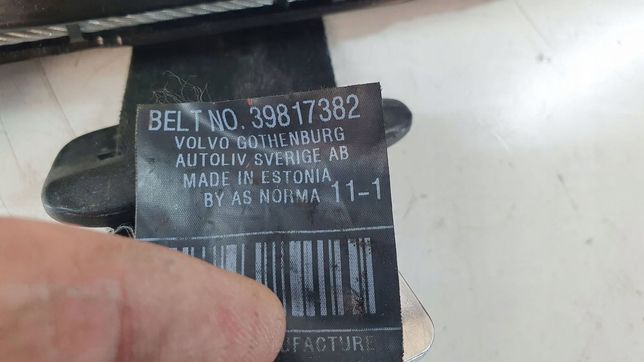 BELT NO. 39817382
VOLVO GOTHENBURG
AUTOLIV SVERIGE AB
MADE IN ESTONIA
BY AS NORMA 11-1